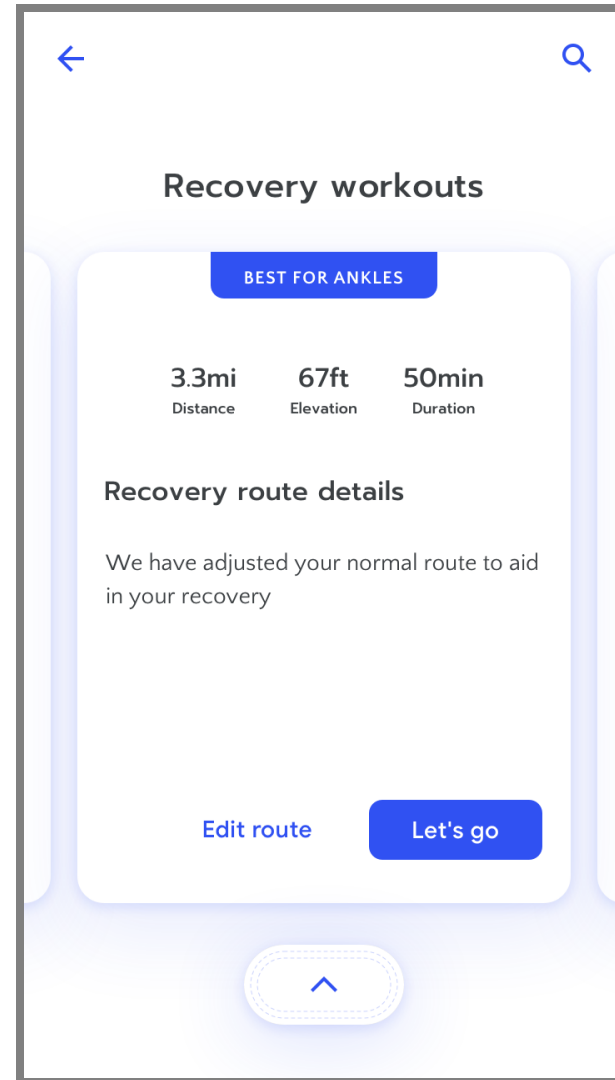 Recovery workouts
BEST FOR ANKLES
3.3mi 67ft 50min
Distance Elevation Duration
Recovery route details
We have adjusted your normal route to aid
in your recovery
Edit route Let's go